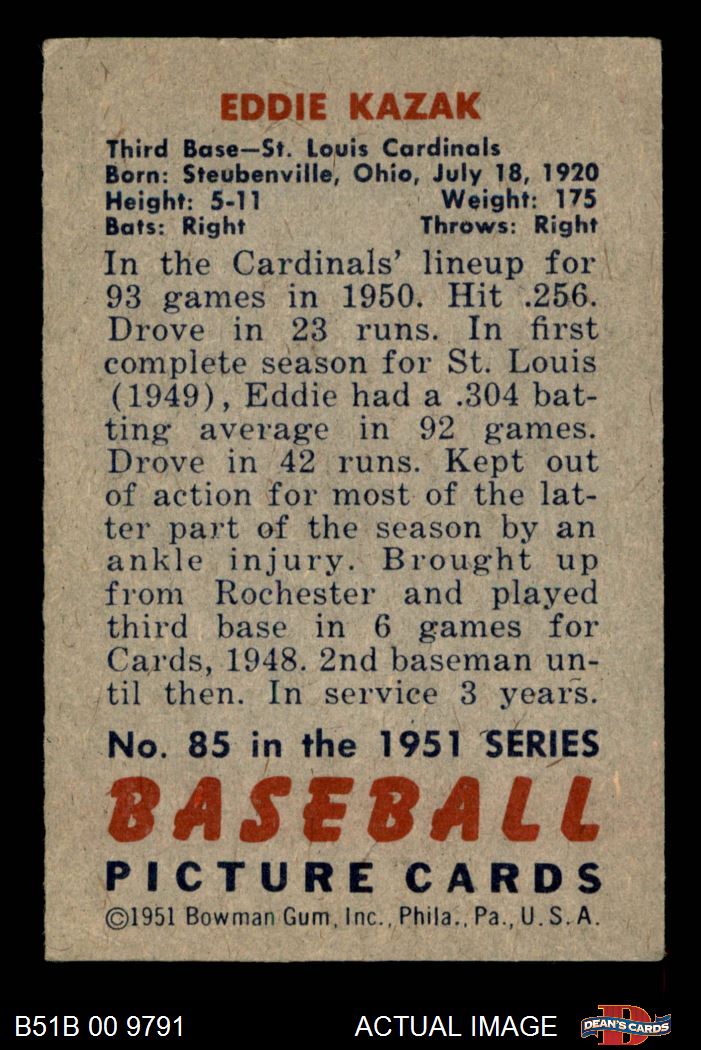 EDDIE KAZAK
Third Base—St. Louis Cardinals
Born: Steubenville, Ohio, July 18, 1920
Height: 5-11 Weight: 175
Bats: Right Throws: Right
In the Cardinals' lineup for
93 games in 1950. Hit .256.
Drove in 23 runs. In first
complete season for St. Louis
(1949), Eddie had a .304 bat-
ting average in 92 games.
Drove in 42 runs. Kept out
of action for most of the lat-
ter part of the season by an
ankle injury. Brought up
from Rochester and played
third base in 6 games for
Cards, 1948. 2nd baseman un-
til then. In service 3 years.
No. 85 in the 1951 SERIES
BASEBALL
PICTURE CARDS
©1951 Bowman Gum, Inc., Phila., Pa., U. S. A.
B51B 00 9791 ACTUAL IMAGE D DEAN'S CARDS